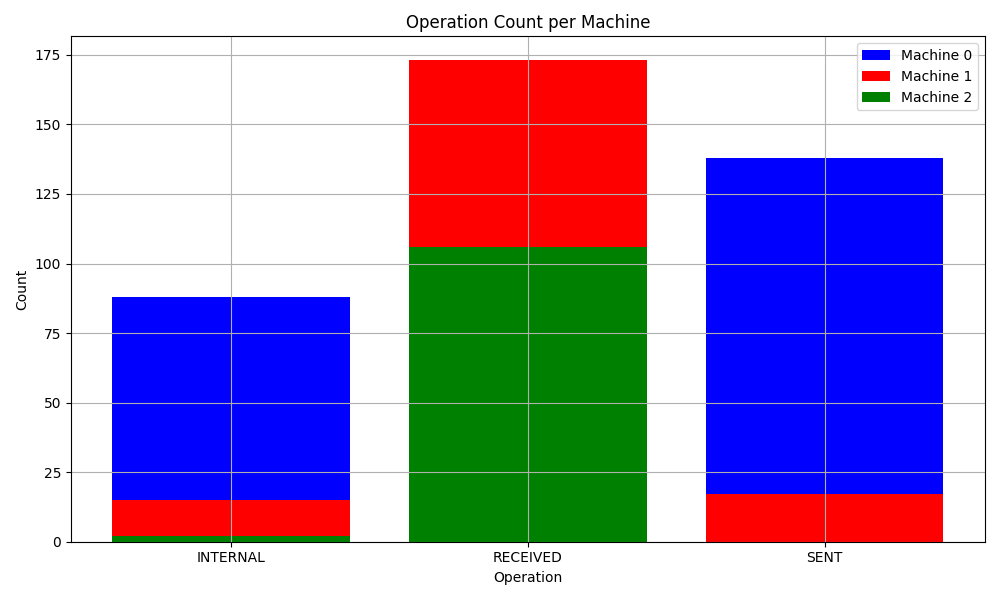 Operation Count per Machine
Machine 0
Machine 1
Machine 2
Count
175
150
125
100
75
50
25
0
INTERNAL
RECEIVED
SENT
Operation